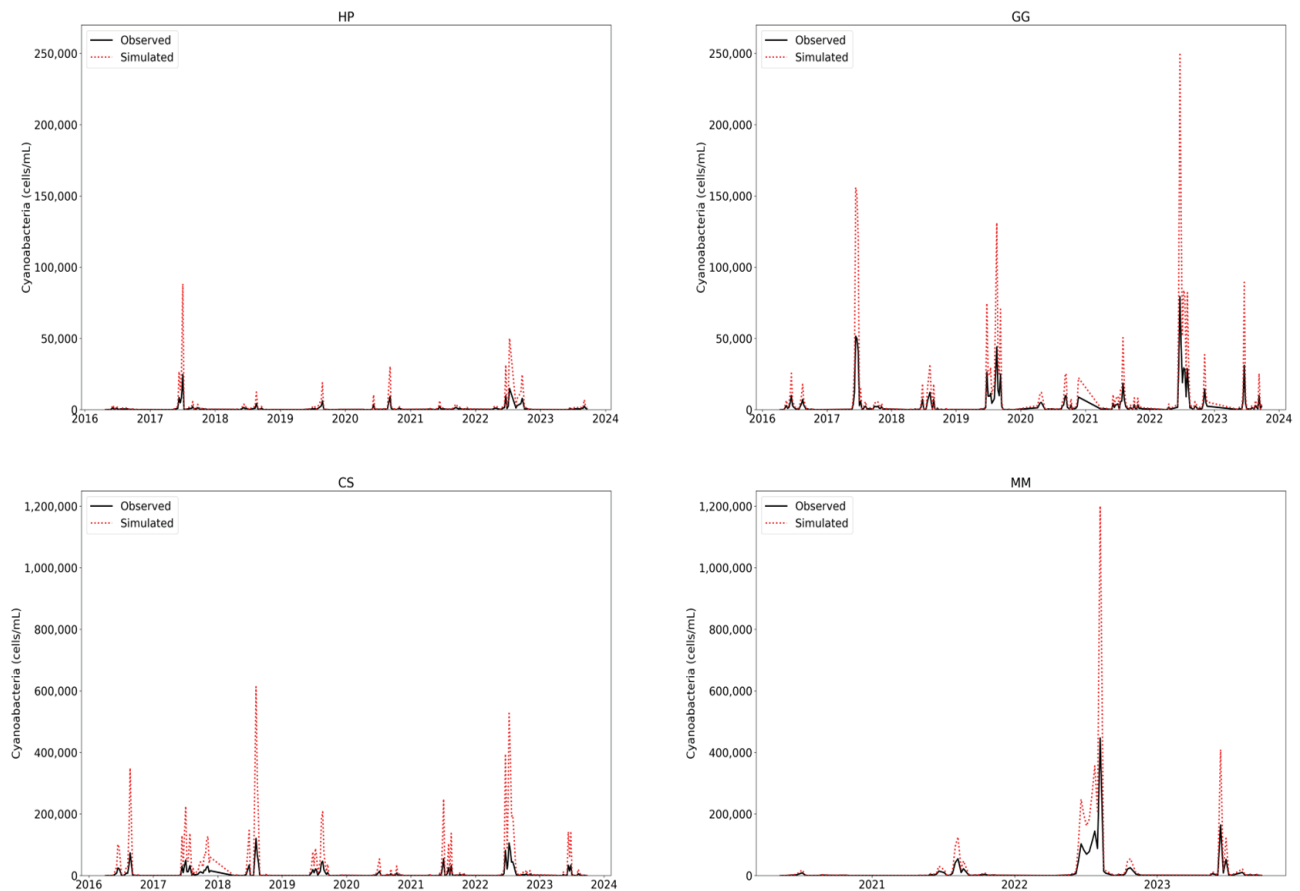 HP
Observed
Simulated
Cyanoabacteria (cells/mL)
250,000
200,000
150,000
100,000
50,000
0
2016 2017 2018 2019 2020 2021 2022 2023 2024
GG
Observed
Simulated
Cyanoabacteria (cells/mL)
250,000
200,000
150,000
100,000
50,000
0
2016 2017 2018 2019 2020 2021 2022 2023 2024
CS
Observed
Simulated
Cyanoabacteria (cells/mL)
1,200,000
1,000,000
800,000
600,000
400,000
200,000
0
2016 2017 2018 2019 2020 2021 2022 2023 2024
MM
Observed
Simulated
Cyanoabacteria (cells/mL)
1,200,000
1,000,000
800,000
600,000
400,000
200,000
0
2021 2022 2023